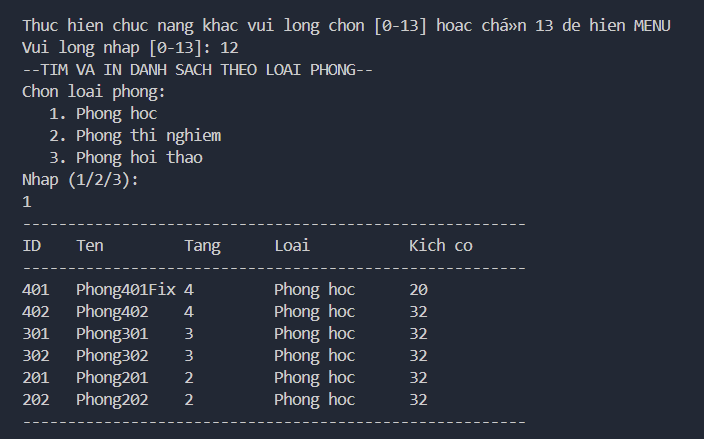 Thuc hien chuc nang khac vui long chon [0-13] hoac chá»n 13 de hien MENU
Vui long nhap [0-13]: 12
--TIM VA IN DANH SACH THEO LOAI PHONG--
Chon loai phong:
1. Phong hoc
2. Phong thi nghiem
3. Phong hoi thao
Nhap (1/2/3):
1
--------------------------------------------------------
ID Ten Tang Loai Kich co
--------------------------------------------------------
401 Phong401Fix 4 Phong hoc 20
402 Phong402 4 Phong hoc 32
301 Phong301 3 Phong hoc 32
302 Phong302 3 Phong hoc 32
201 Phong201 2 Phong hoc 32
202 Phong202 2 Phong hoc 32
--------------------------------------------------------